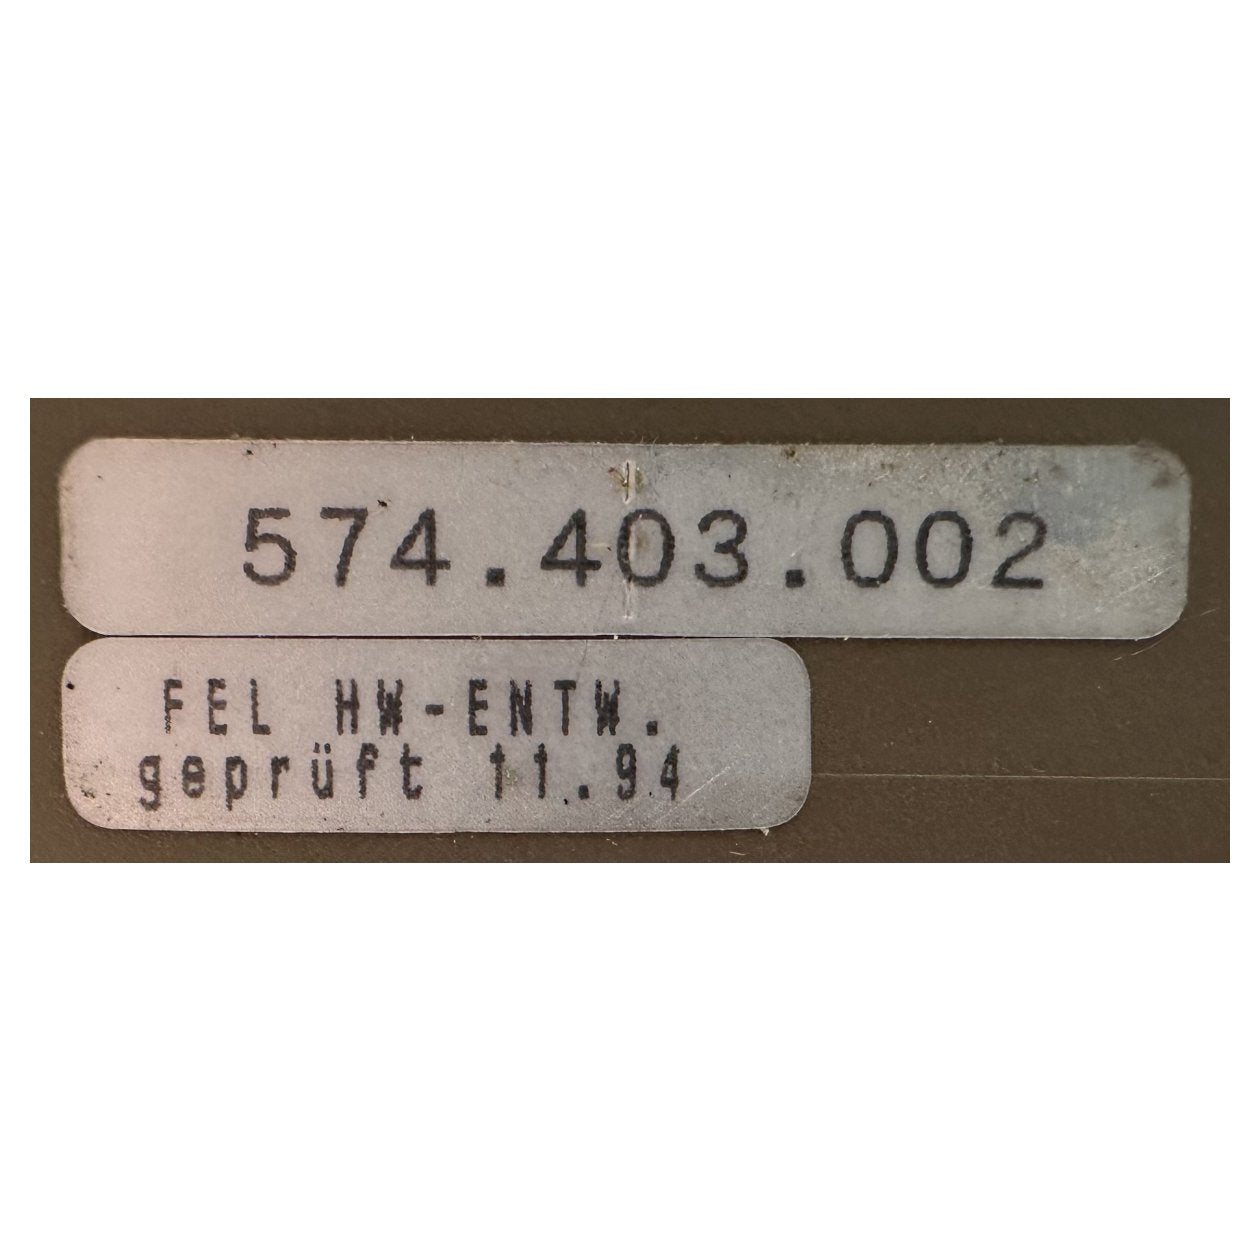 574.403.002
FEL HW-ENTW.
geprüft 11.94